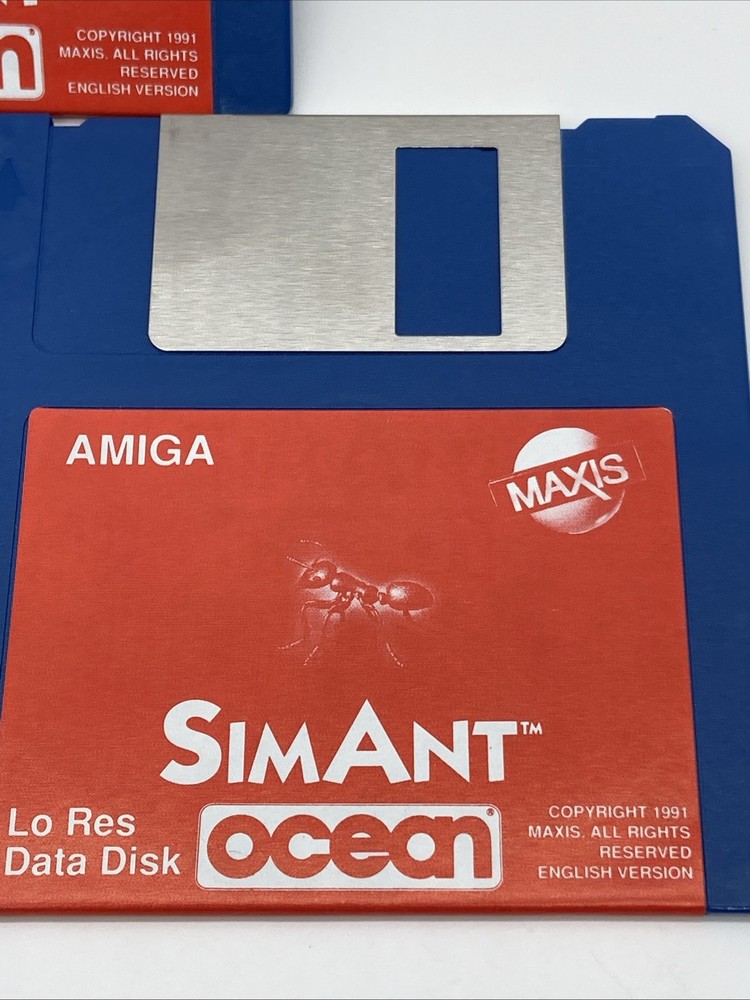 COPYRIGHT 1991
MAXIS. ALL RIGHTS
RESERVED
ENGLISH VERSION
AMIGA
MAXIS
SIMANT™
Lo Res
Data Disk
ocean®
COPYRIGHT 1991
MAXIS. ALL RIGHTS
RESERVED
ENGLISH VERSION